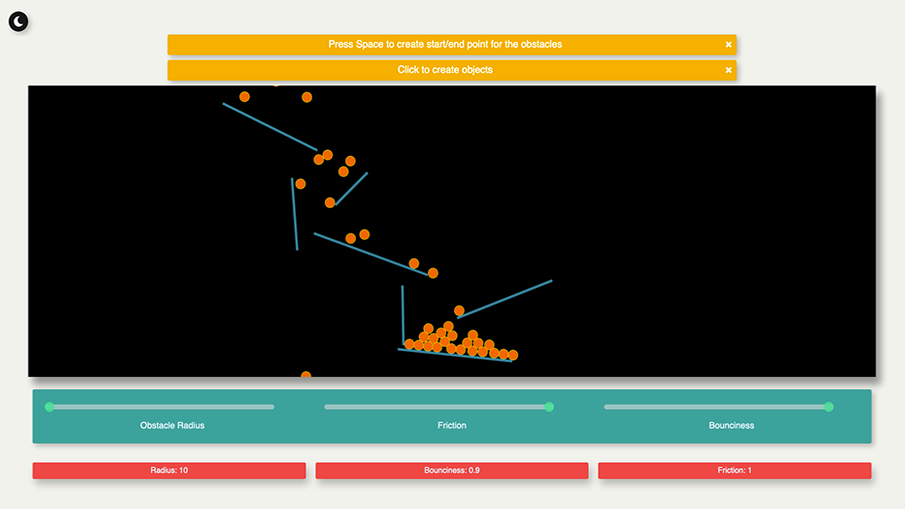 Press Space to create start/end point for the obstacles
Click to create objects
Obstacle Radius
Friction
Bounciness
Radius: 10
Bounciness: 0.9
Friction: 1